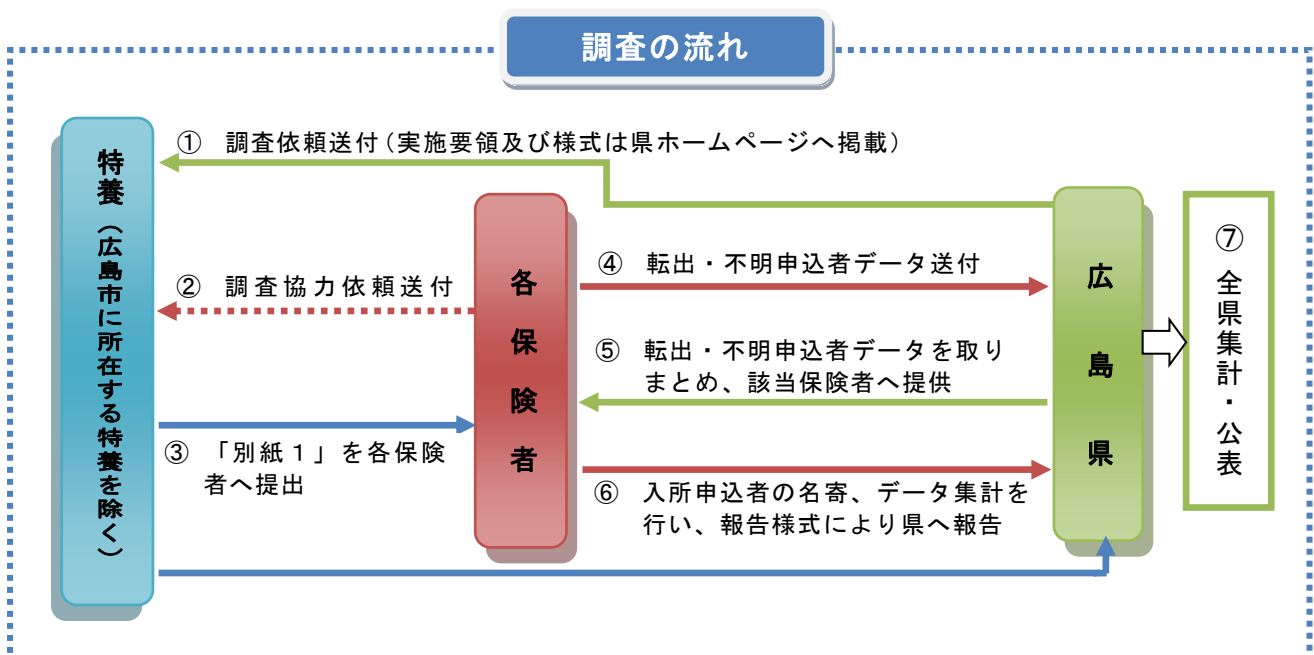 調査の流れ
特養（広島市に所在する特養を除く）
① 調査依頼送付（実施要領及び様式は県ホームページへ掲載）
② 調査協力依頼送付
③ 「別紙１」を各保険
者へ提出
各保険者
④ 転出・不明申込者データ送付
⑤ 転出・不明申込者データを取り
まとめ、該当保険者へ提供
⑥ 入所申込者の名寄、データ集計を
行い、報告様式により県へ報告
広島県
⑦ 全県集計・公表